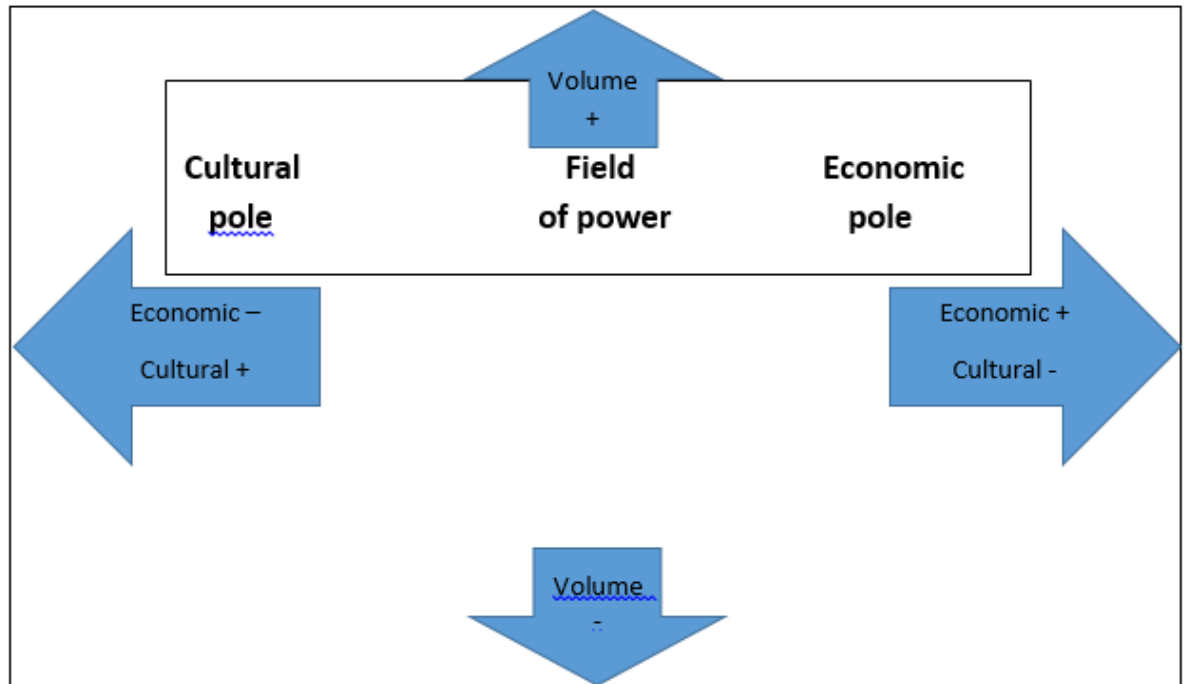 Volume
+
Cultural
pole
Field
of power
Economic
pole
Economic –
Cultural +
Economic +
Cultural -
Volume
-